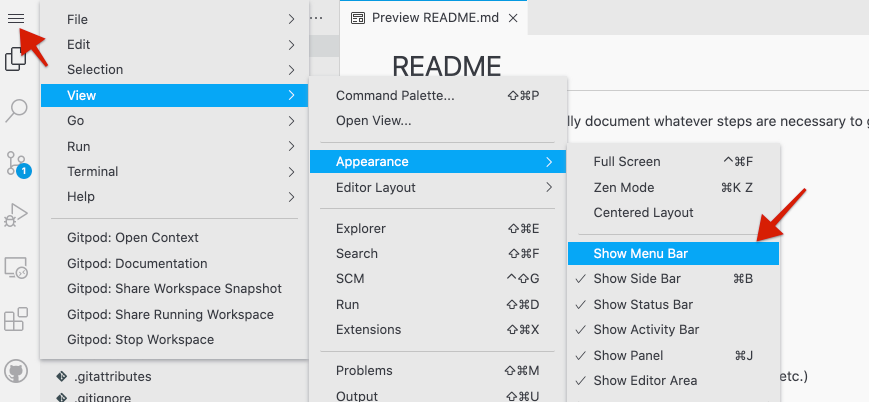 File
Edit
Selection
View
Go
Run
Terminal
Help
Gitpod: Open Context
Gitpod: Documentation
Gitpod: Share Workspace Snapshot
Gitpod: Share Running Workspace
Gitpod: Stop Workspace
1
.gitattributes
.gitignore
...
Preview README.md
README
Command Palette... ⇧⌘P
Open View...
Appearance
Editor Layout
Explorer ⇧⌘E
Search ⇧⌘F
SCM ^⇧G
Run ⇧⌘D
Extensions ⇧⌘X
Problems ⇧⌘M
Output ⇧⌘U
lly document whatever steps are necessary to g
Full Screen ^⌘F
Zen Mode ⌘K Z
Centered Layout
Show Menu Bar
✓ Show Side Bar ⌘B
✓ Show Status Bar
✓ Show Activity Bar
✓ Show Panel ⌘J
✓ Show Editor Area
etc.)